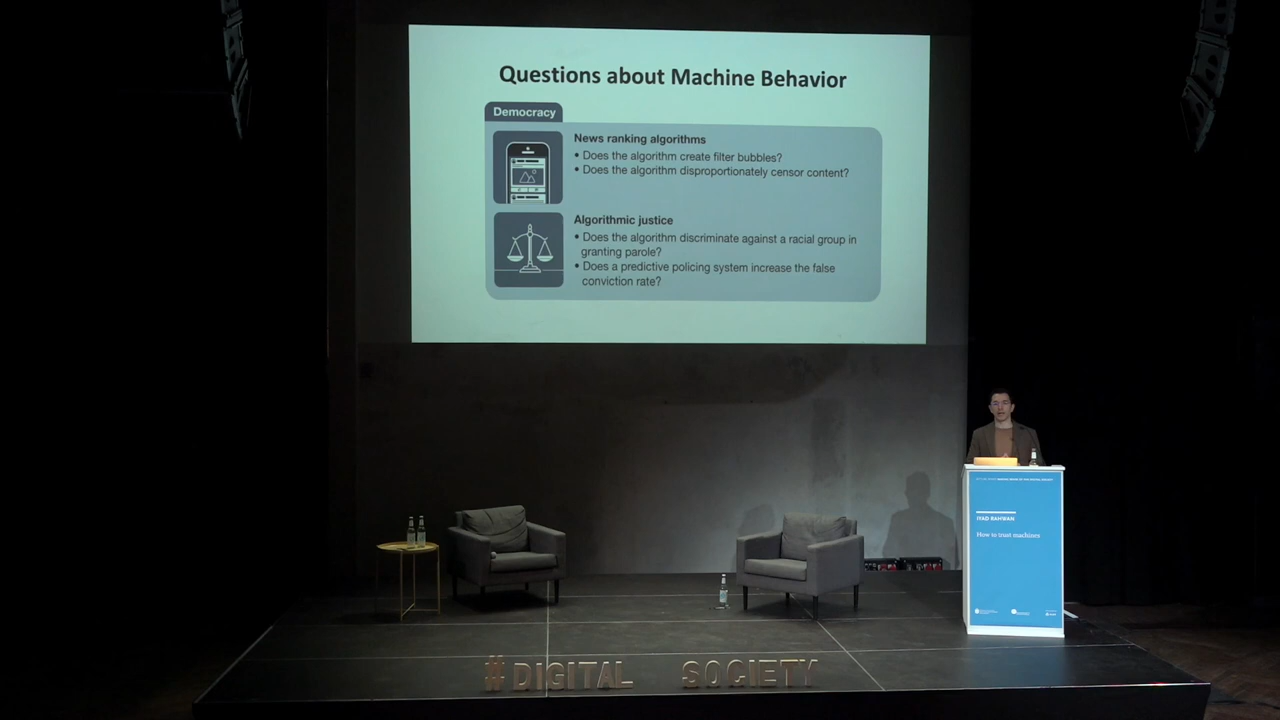 Questions about Machine Behavior
Democracy
News ranking algorithms
• Does the algorithm create filter bubbles?
• Does the algorithm disproportionately censor content?
Algorithmic justice
• Does the algorithm discriminate against a racial group in
granting parole?
• Does a predictive policing system increase the false
conviction rate?
IYAD RAHWAN
How to trust machines
#DIGITAL SOCIETY